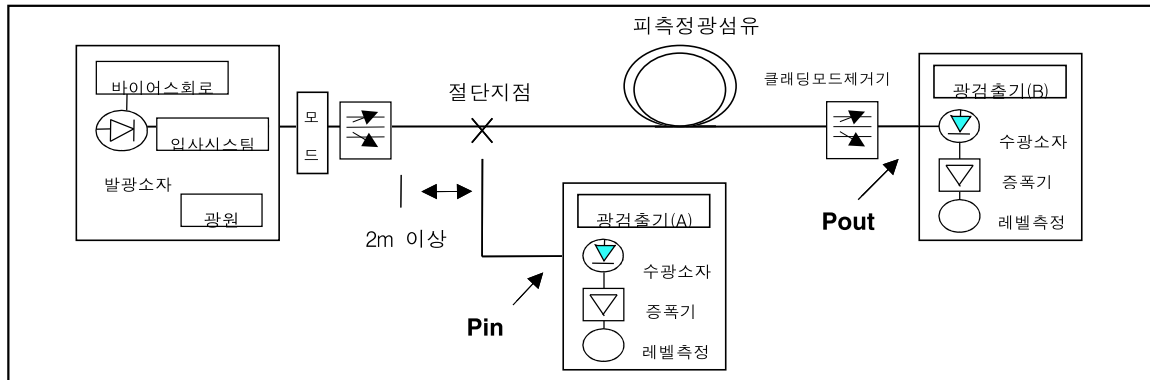 피측정광섬유
바이어스회로
모
드
절단지점
클래딩모드제거기
광검출기(B)
입사시스팀
수광소자
발광소자
증폭기
광원
레벨측정
2m 이상
광검출기(A)
Pout
수광소자
Pin
증폭기
레벨측정